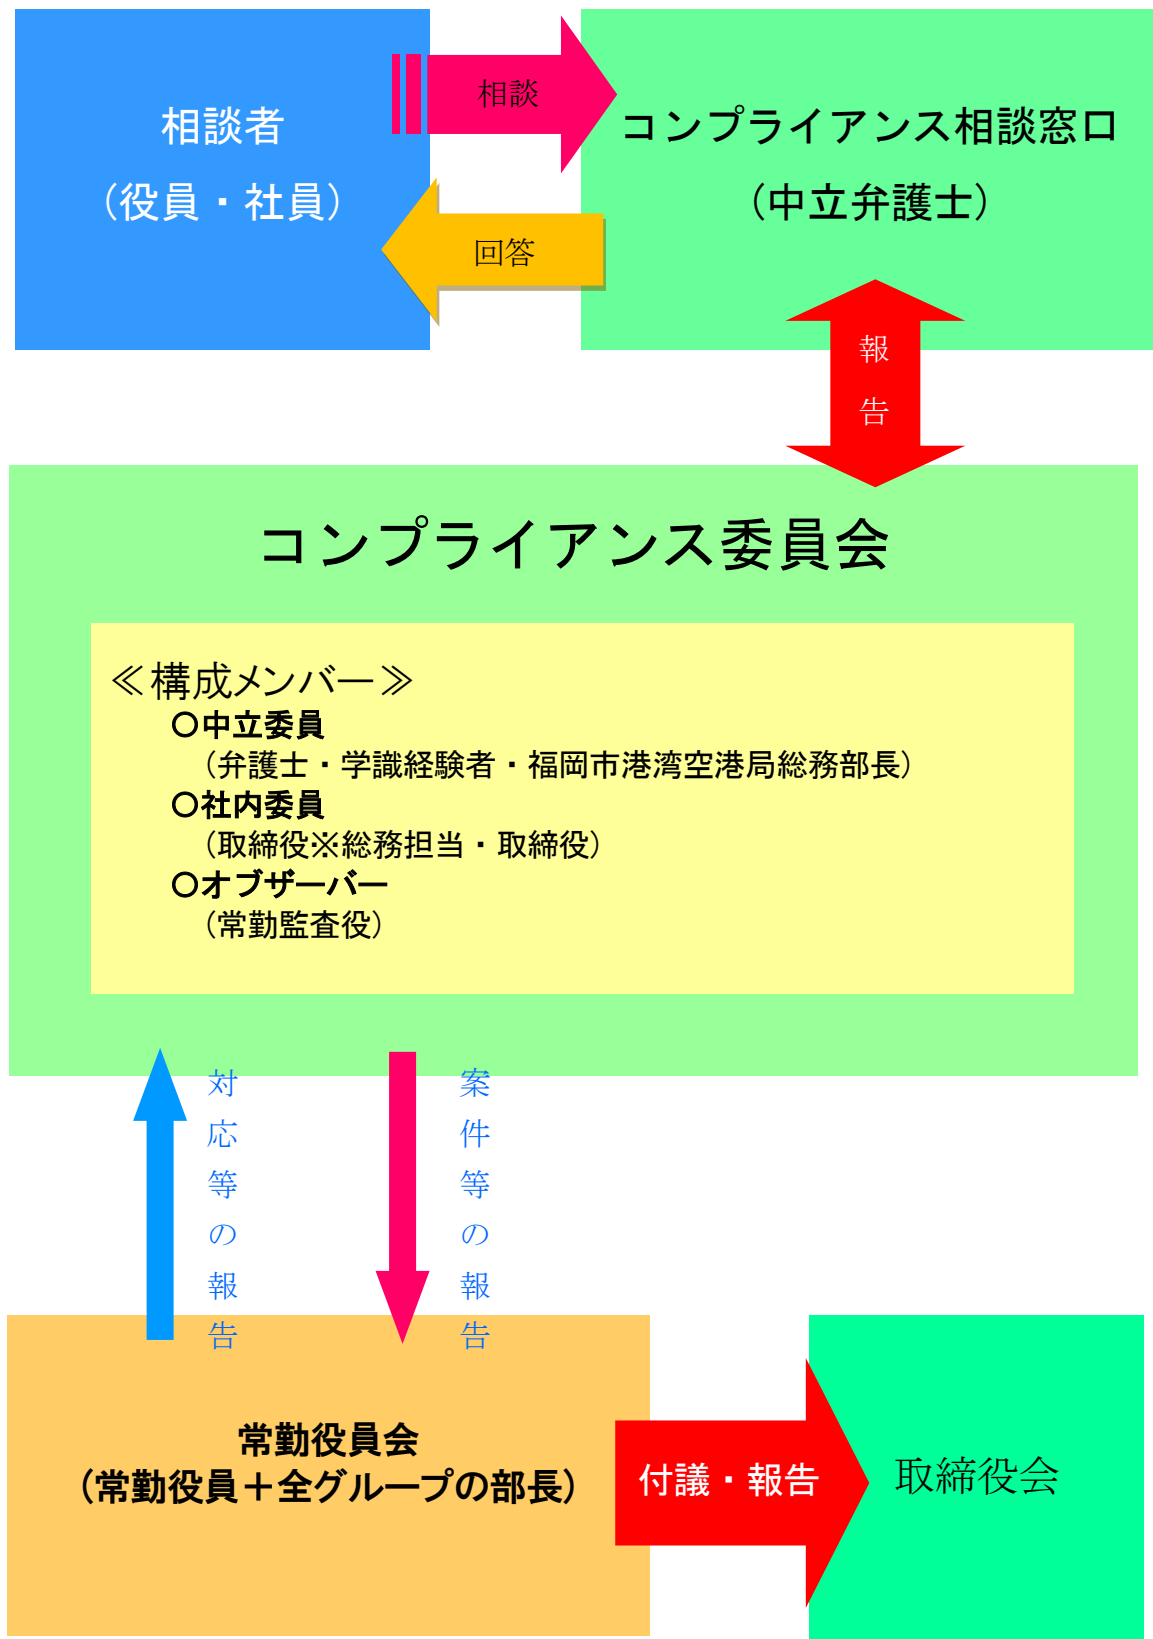 相談者
（役員・社員）
相談
回答
コンプライアンス相談窓口
（中立弁護士）
報告
コンプライアンス委員会
≪構成メンバー≫
○中立委員
（弁護士・学識経験者・福岡市港湾空港局総務部長）
○社内委員
（取締役※総務担当・取締役）
○オブザーバー
（常勤監査役）
対応等の報告
案件等の報告
常勤役員会
（常勤役員＋全グループの部長）
付議・報告
取締役会